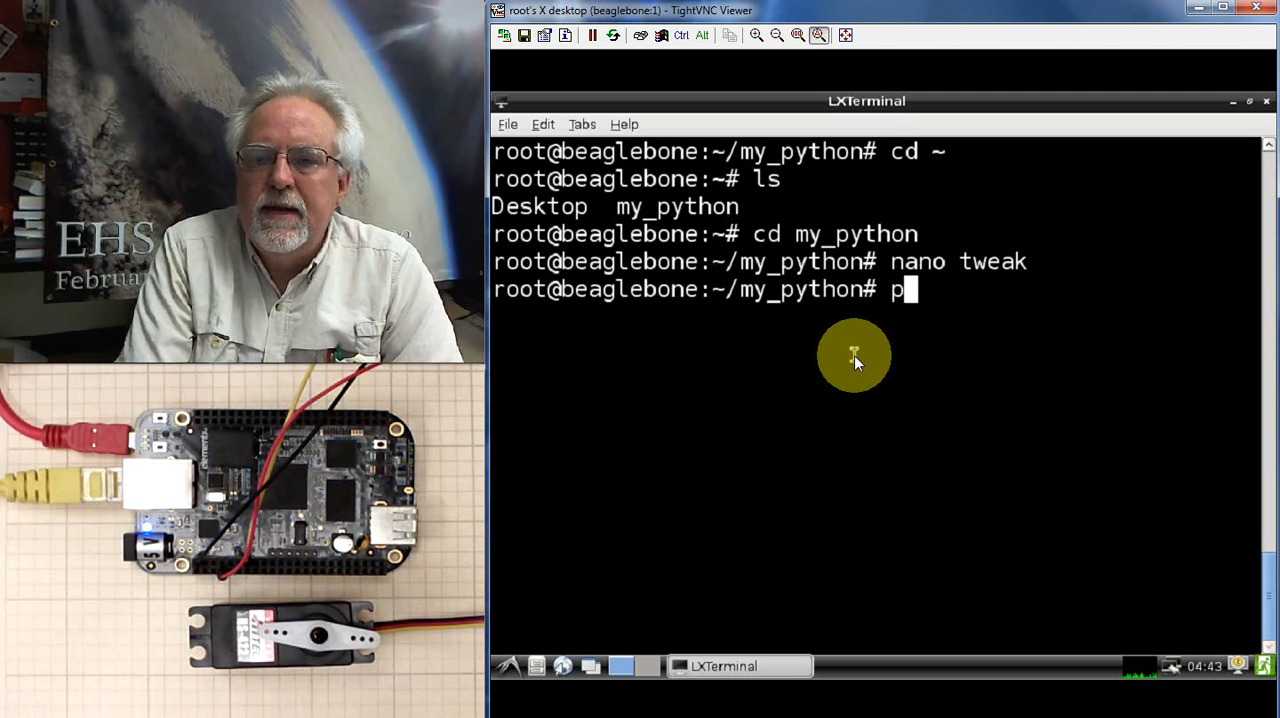 root's X desktop (beaglebone:1) - TightVNC Viewer
Ctrl Alt
LXTerminal
File Edit Tabs Help
root@beaglebone:~/my_python# cd ~
root@beaglebone:~# ls
Desktop my_python
root@beaglebone:~# cd my_python
root@beaglebone:~/my_python# nano tweak
root@beaglebone:~/my_python# p
LXTerminal
04:43
EHS
Februar
5 V